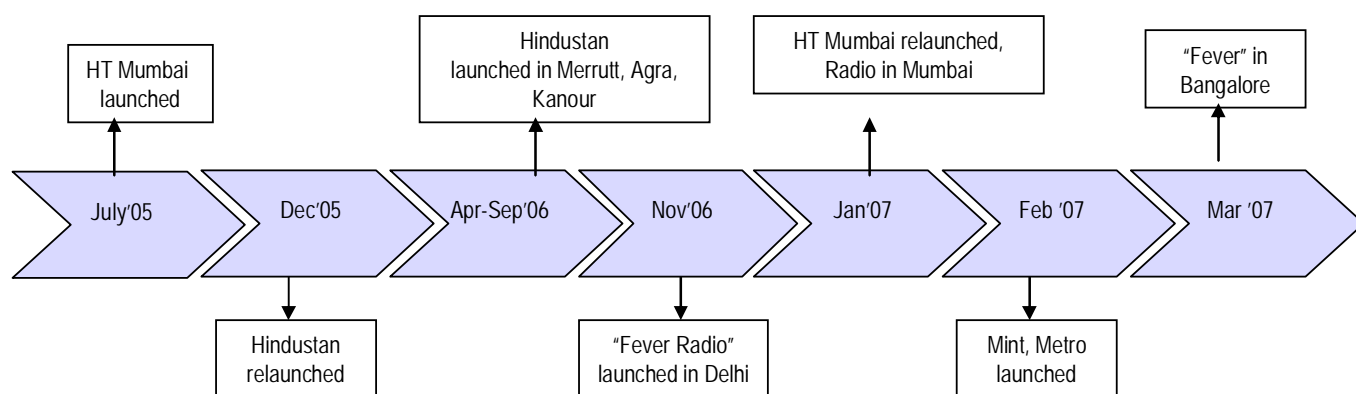 HT Mumbai
launched
Hindustan
launched in Merrutt, Agra,
Kanour
HT Mumbai relaunched,
Radio in Mumbai
“Fever” in
Bangalore
July'05
Dec'05
Apr-Sep'06
Nov'06
Jan'07
Feb '07
Mar '07
Hindustan
relaunched
“Fever Radio”
launched in Delhi
Mint, Metro
launched